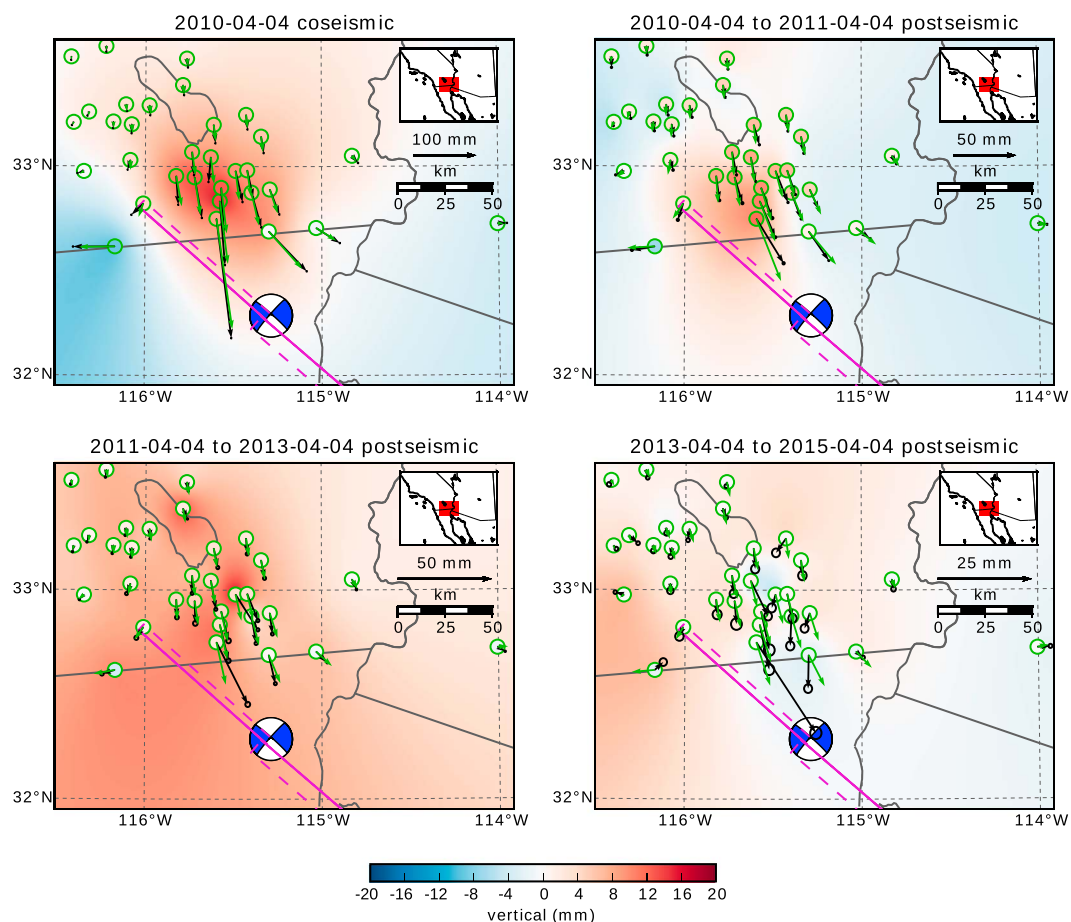 2010-04-04 coseismic
2010-04-04 to 2011-04-04 postseismic
100 mm
km
0 25 50
33°N
32°N
116°W 115°W 114°W
50 mm
km
0 25 50
116°W 115°W 114°W
2011-04-04 to 2013-04-04 postseismic
2013-04-04 to 2015-04-04 postseismic
50 mm
km
0 25 50
33°N
32°N
116°W 115°W 114°W
25 mm
km
0 25 50
116°W 115°W 114°W
-20 -16 -12 -8 -4 0 4 8 12 16 20
vertical (mm)